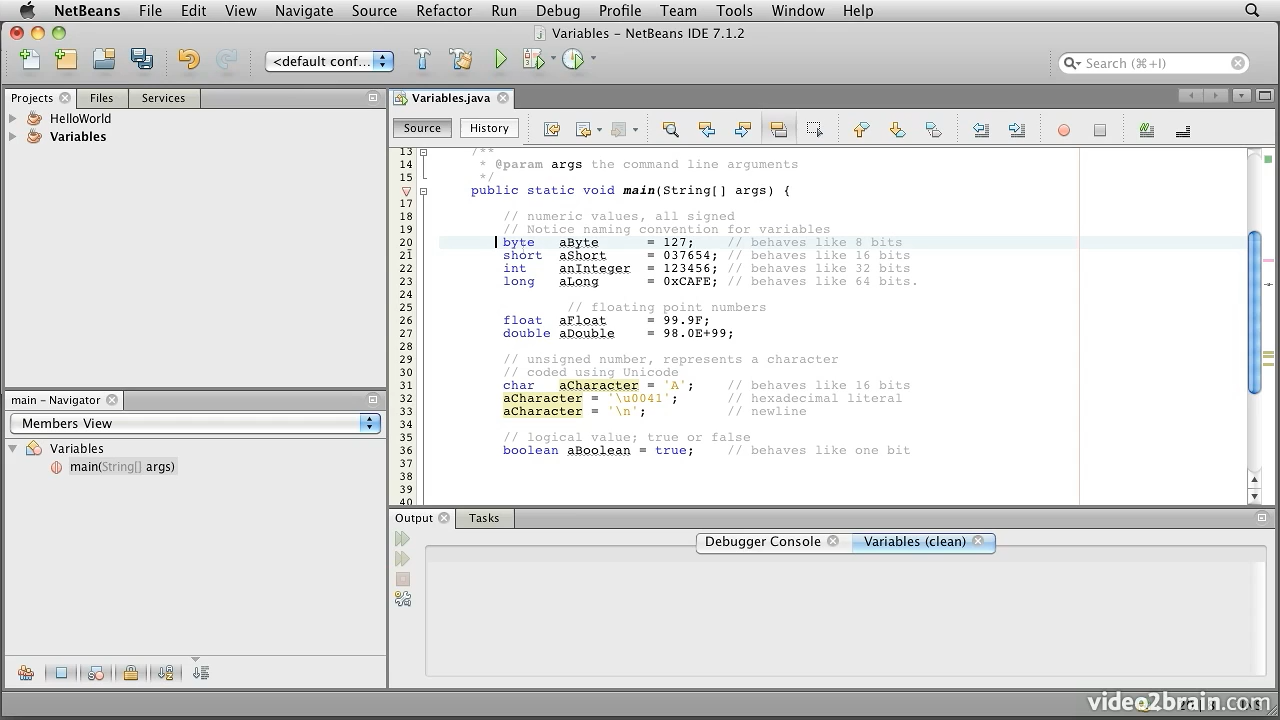 NetBeans File Edit View Navigate Source Refactor Run Debug Profile Team Tools Window Help
Variables – NetBeans IDE 7.1.2
<default conf...
Search (⌘+I)
Projects Files Services
HelloWorld
Variables
Variables.java
Source History
13 /**
14 * @param args the command line arguments
15 */
public static void main(String[] args) {
17
18 // numeric values, all signed
19 // Notice naming convention for variables
20 byte aByte = 127; // behaves like 8 bits
21 short aShort = 037654; // behaves like 16 bits
22 int anInteger = 123456; // behaves like 32 bits
23 long aLong = 0xCAFE; // behaves like 64 bits.
24
25 // floating point numbers
26 float aFloat = 99.9F;
27 double aDouble = 98.0E+99;
28
29 // unsigned number, represents a character
30 // coded using Unicode
31 char aCharacter = 'A'; // behaves like 16 bits
32 aCharacter = '\u0041'; // hexadecimal literal
33 aCharacter = '\n'; // newline
34
35 // logical value; true or false
36 boolean aBoolean = true; // behaves like one bit
37
38
39
40
main – Navigator
Members View
Variables
main(String[] args)
Output Tasks
Debugger Console Variables (clean)
video2brain.com